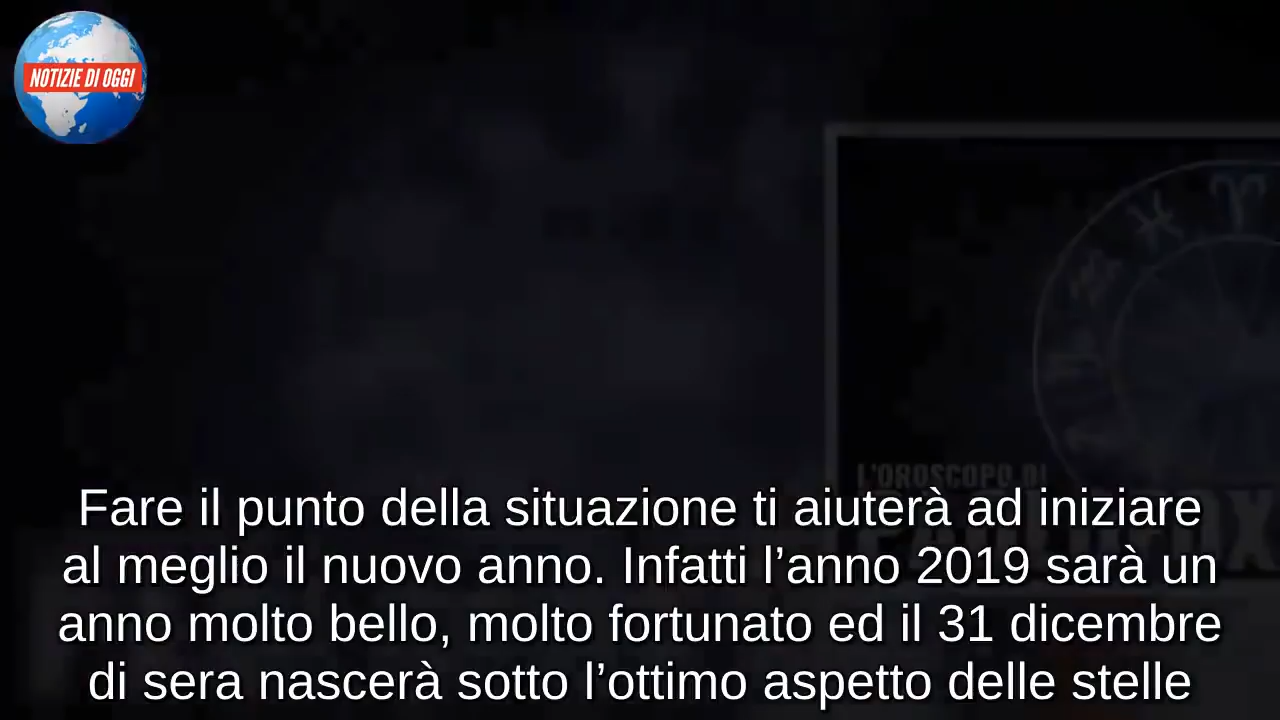 NOTIZIE DI OGGI
L'OROSCOPO DI
Fare il punto della situazione ti aiuterà ad iniziare
al meglio il nuovo anno. Infatti l’anno 2019 sarà un
anno molto bello, molto fortunato ed il 31 dicembre
di sera nascerà sotto l’ottimo aspetto delle stelle